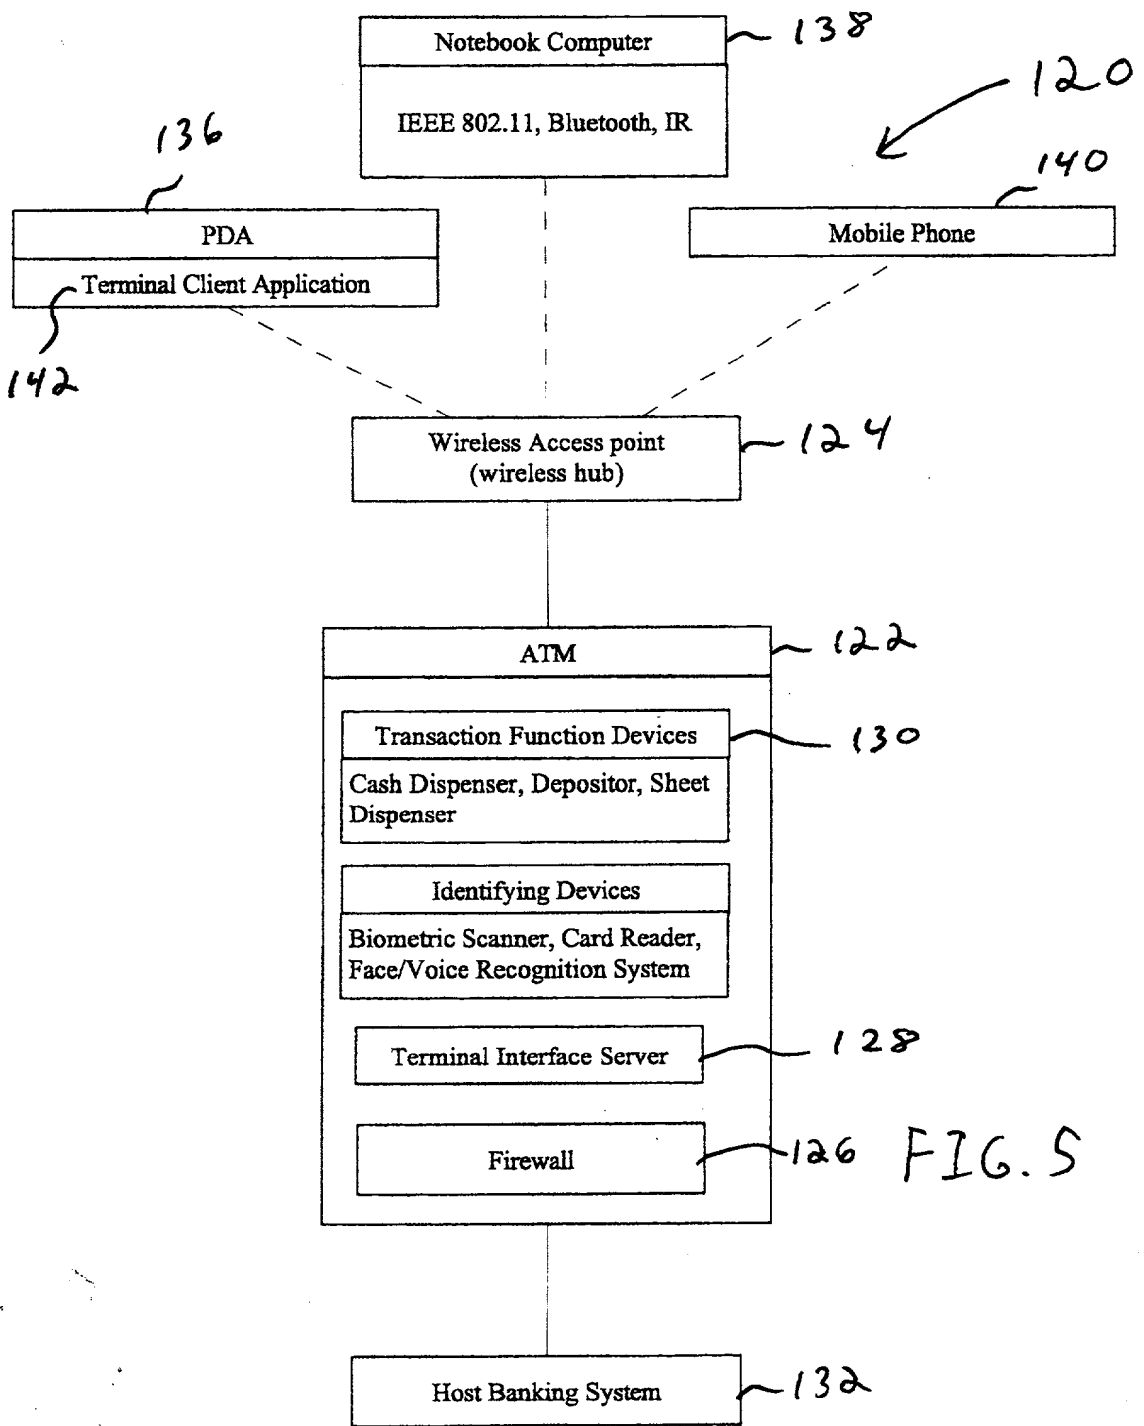 Notebook Computer
138
IEEE 802.11, Bluetooth, IR
120
136
140
PDA
Mobile Phone
Terminal Client Application
142
Wireless Access point
(wireless hub)
124
ATM
122
Transaction Function Devices
130
Cash Dispenser, Depositor, Sheet
Dispenser
Identifying Devices
Biometric Scanner, Card Reader,
Face/Voice Recognition System
Terminal Interface Server
128
Firewall
126
FIG. 5
Host Banking System
132